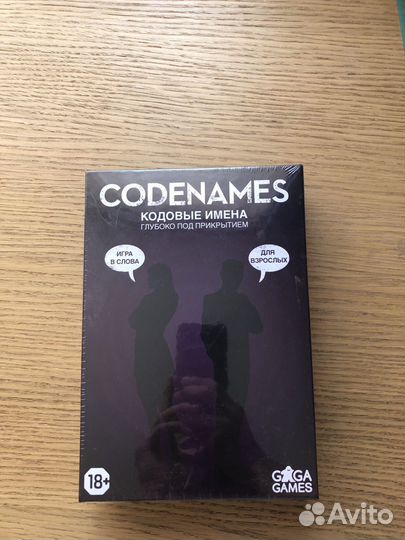 CODENAMES
КОДОВЫЕ ИМЕНА
ГЛУБОКО ПОД ПРИКРЫТИЕМ
ИГРА
В СЛОВА
ДЛЯ
ВЗРОСЛЫХ
18+
GAGA
GAMES
Avito